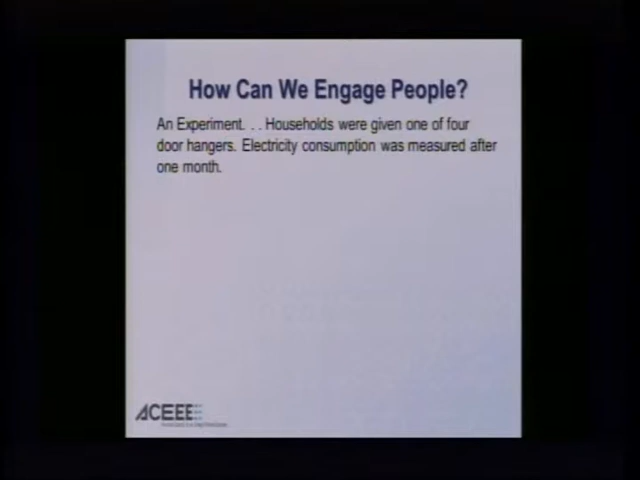 How Can We Engage People?
An Experiment. . . Households were given one of four
door hangers. Electricity consumption was measured after
one month.
ACEEE